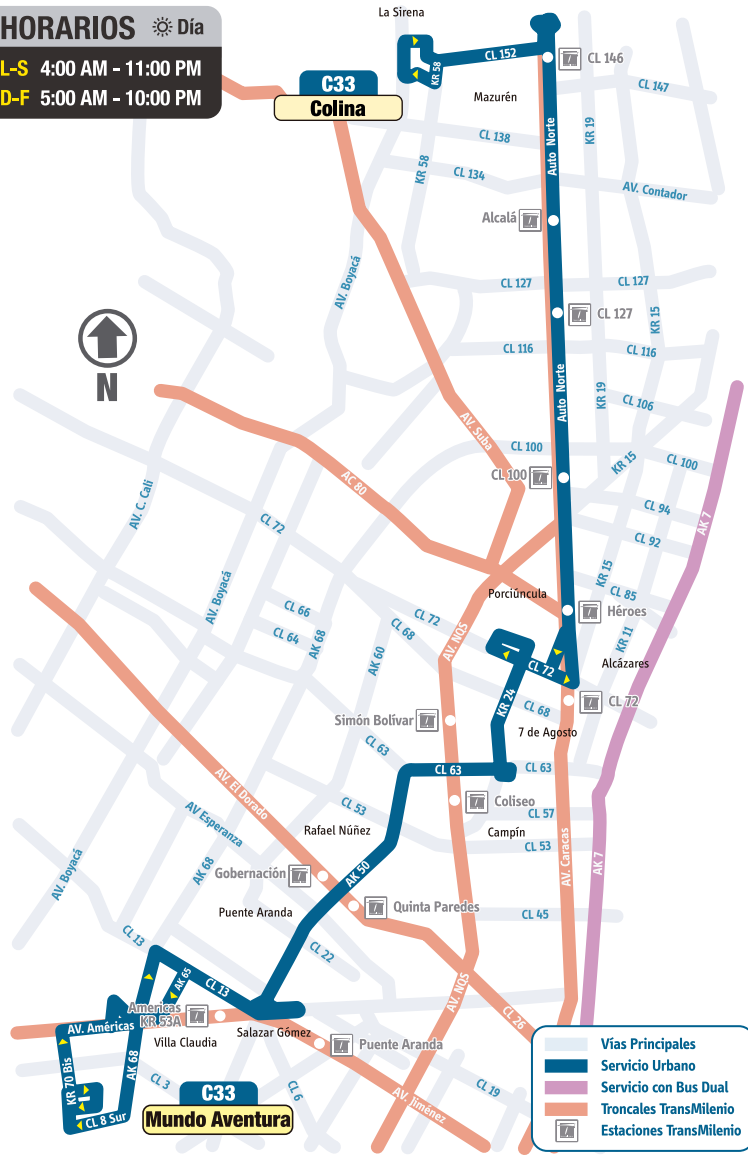 HORARIOS Día
L-S 4:00 AM - 11:00 PM
D-F 5:00 AM - 10:00 PM
La Sirena
CL 152
CL 146
KR 58
C33
Colina
Mazurén
CL 147
KR 19
CL 138
Auto Norte
KR 58
CL 134
AV. Contador
Alcalá
AV. Boyacá
CL 127
CL 127
CL 127
KR 15
N
CL 116
CL 116
Auto Norte
KR 19
CL 106
AV. Suba
CL 100
KR 15
CL 100
CL 100
AC 80
AV. C. Cali
CL 94
AK 7
CL 72
CL 92
AV. Boyacá
KR 15
Porciúncula
CL 85
CL 66
CL 72
Héroes
CL 64
AK 68
CL 68
AV. NQS
KR 11
AK 60
CL 72
Alcázares
KR 24
CL 68
CL 72
Simón Bolívar
7 de Agosto
CL 63
CL 63
CL 63
AV. El Dorado
CL 53
Coliseo
AV Esperanza
CL 57
Rafael Núñez
Campín
CL 53
AV. Boyacá
AK 68
Gobernación
AK 50
AV. Caracas
AK 7
Quinta Paredes
Puente Aranda
CL 45
CL 13
CL 22
AK 65
CL 13
AV. NQS
Americas
KR 53A
AV. Américas
Salazar Gómez
CL 26
Villa Claudia
Puente Aranda
AK 68
KR 70 Bis
CL 3
CL 6
CL 19
C33
Mundo Aventura
AV. Jiménez
CL 8 Sur
Vías Principales
Servicio Urbano
Servicio con Bus Dual
Troncales TransMilenio
Estaciones TransMilenio